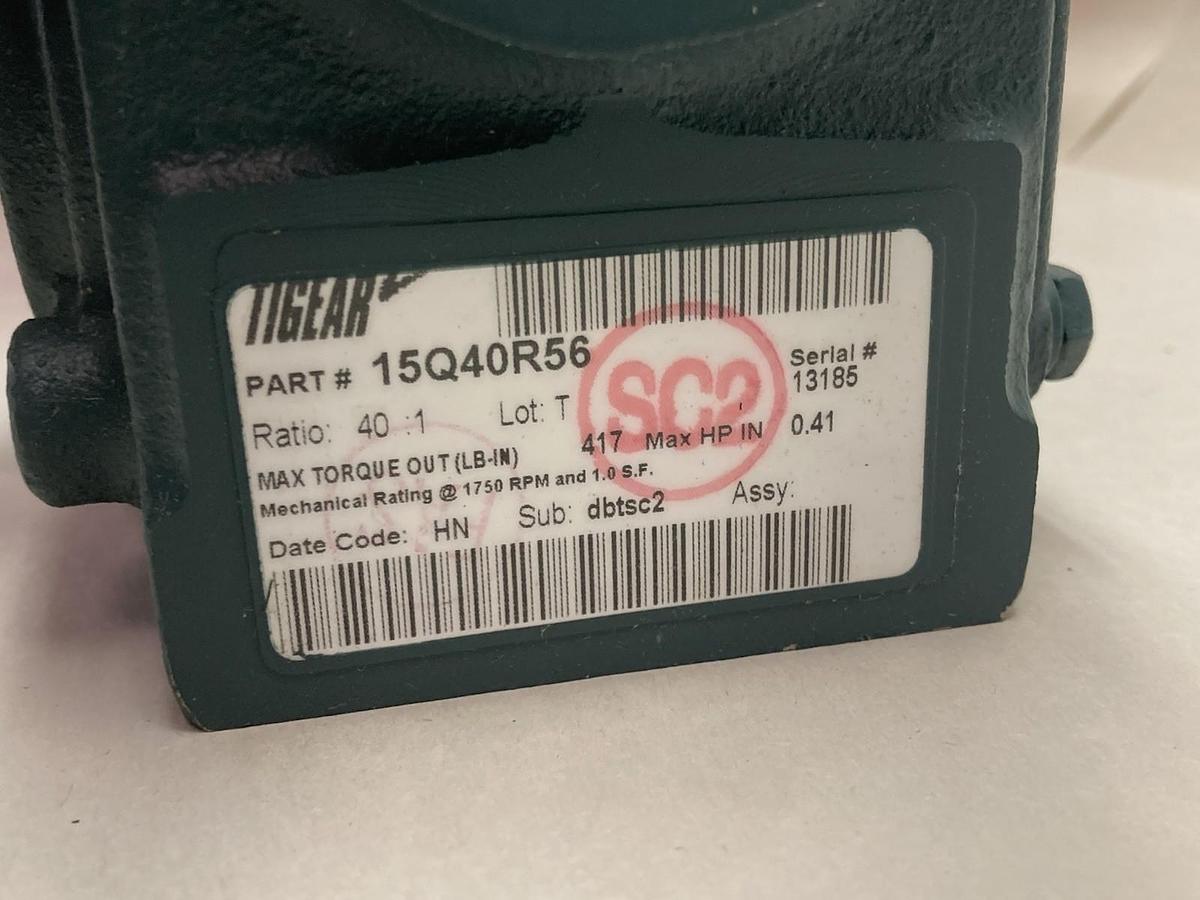 TIGEAR
PART # 15Q40R56
Serial #
13185
Ratio: 40 :1 Lot: T
MAX TORQUE OUT (LB-IN) 417 Max HP IN 0.41
Mechanical Rating @ 1750 RPM and 1.0 S.F.
Date Code: HN Sub: dbtsc2 Assy:
SC2